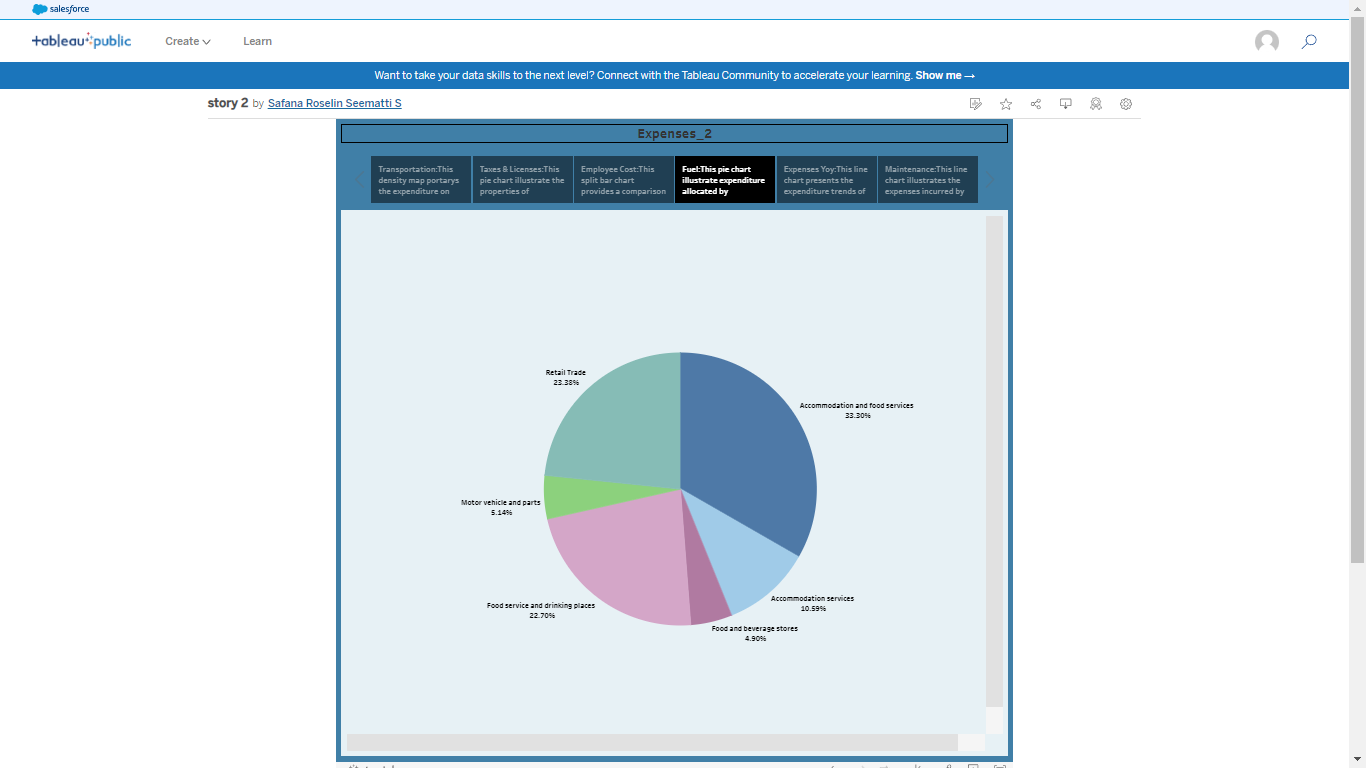 salesforce
+ableau public
Create
Learn
Want to take your data skills to the next level? Connect with the Tableau Community to accelerate your learning. Show me →
story 2 by Safana Roselin Seematti S
Expenses_2
Transportation:This
density map portarys
the expenditure on
Taxes & Licenses:This
pie chart illustrate the
properties of
Employee Cost:This
split bar chart
provides a comparison
Fuel:This pie chart
illustrate expenditure
allocated by
Expenses Yoy:This line
chart presents the
expenditure trends of
Maintenance:This line
chart illustrates the
expenses incurred by
Retail Trade
23.38%
Accommodation and food services
33.30%
Motor vehicle and parts
5.14%
Accommodation services
10.59%
Food service and drinking places
22.70%
Food and beverage stores
4.90%